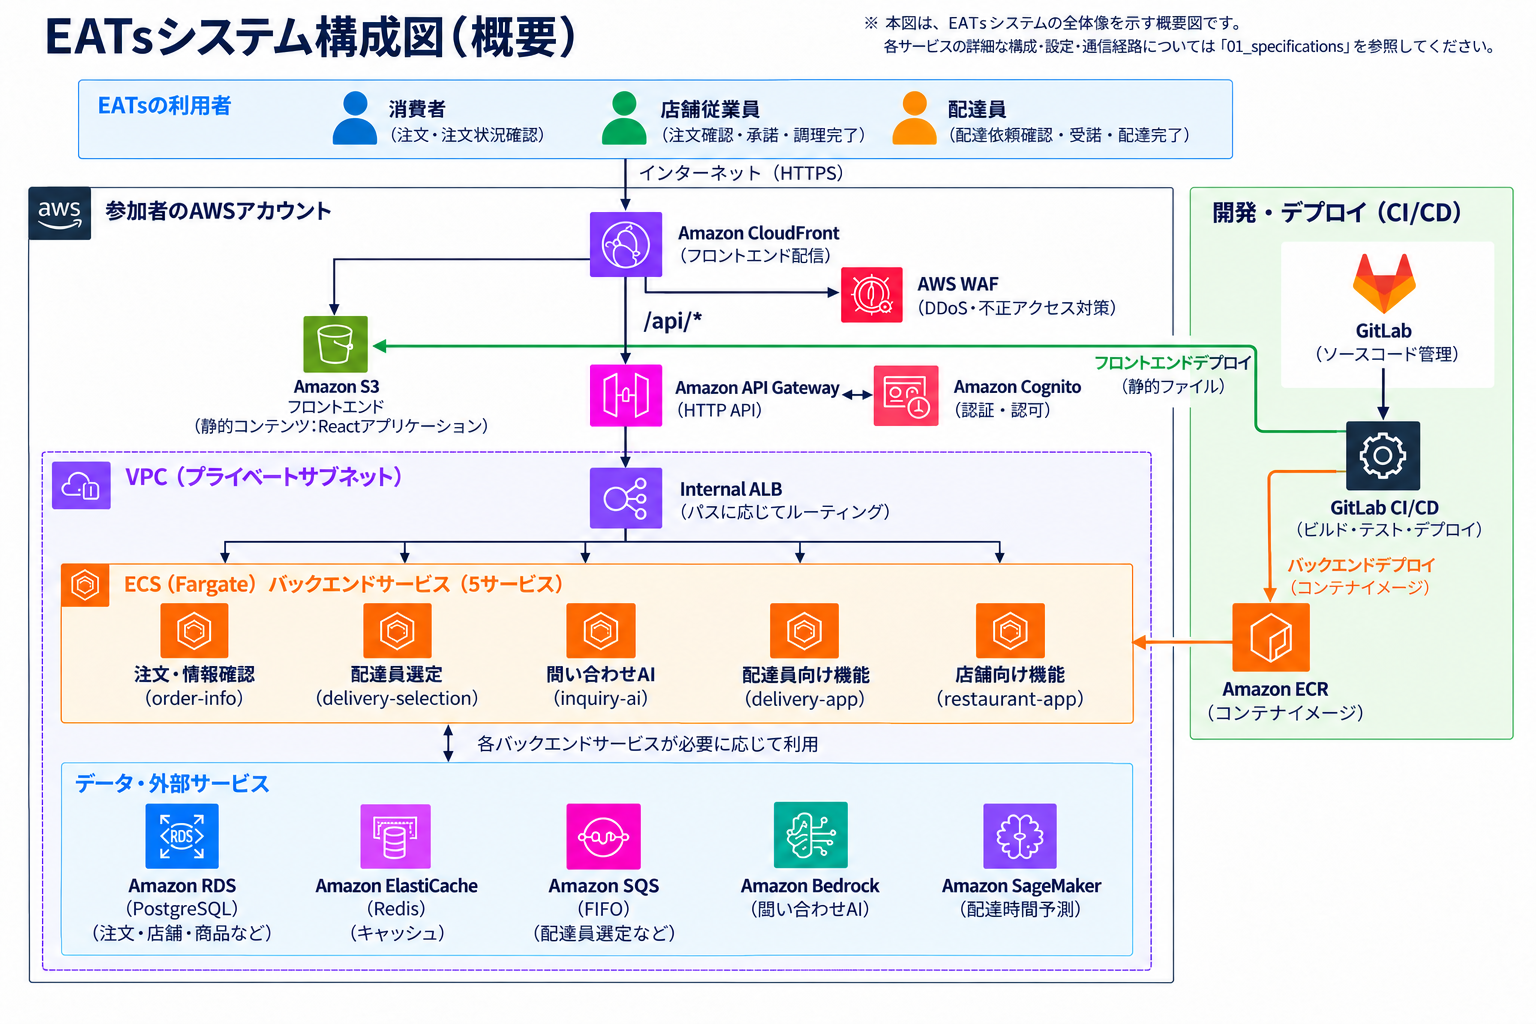 EATsシステム構成図（概要）
※ 本図は、EATsシステムの全体像を示す概要図です。
各サービスの詳細な構成・設定・通信経路については「01_specifications」を参照してください。
EATsの利用者
消費者
（注文・注文状況確認）
店舗従業員
（注文確認・承諾・調理完了）
配達員
（配達依頼確認・受諾・配達完了）
インターネット（HTTPS）
aws
参加者のAWSアカウント
Amazon CloudFront
（フロントエンド配信）
AWS WAF
（DDoS・不正アクセス対策）
/api/*
Amazon S3
フロントエンド
（静的コンテンツ：Reactアプリケーション）
Amazon API Gateway
（HTTP API）
Amazon Cognito
（認証・認可）
VPC（プライベートサブネット）
Internal ALB
（パスに応じてルーティング）
ECS（Fargate）バックエンドサービス（5サービス）
注文・情報確認
（order-info）
配達員選定
（delivery-selection）
問い合わせAI
（inquiry-ai）
配達員向け機能
（delivery-app）
店舗向け機能
（restaurant-app）
各バックエンドサービスが必要に応じて利用
データ・外部サービス
RDS
Amazon RDS
（PostgreSQL）
（注文・店舗・商品など）
Amazon ElastiCache
（Redis）
（キャッシュ）
Amazon SQS
（FIFO）
（配達員選定など）
Amazon Bedrock
（問い合わせAI）
Amazon SageMaker
（配達時間予測）
開発・デプロイ（CI/CD）
GitLab
（ソースコード管理）
フロントエンドデプロイ
（静的ファイル）
GitLab CI/CD
（ビルド・テスト・デプロイ）
バックエンドデプロイ
（コンテナイメージ）
Amazon ECR
（コンテナイメージ）